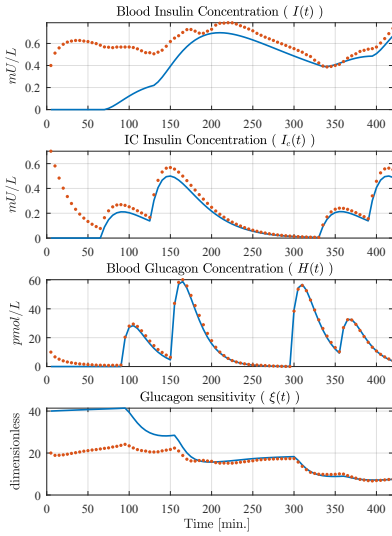 Blood Insulin Concentration ( I(t) )
mU/L
0.6
0.4
0.2
0
0 50 100 150 200 250 300 350 400
IC Insulin Concentration ( I_c(t) )
mU/L
0.6
0.4
0.2
0
0 50 100 150 200 250 300 350 400
Blood Glucagon Concentration ( H(t) )
pmol/L
60
40
20
0
0 50 100 150 200 250 300 350 400
Glucagon sensitivity ( ξ(t) )
dimensionless
40
20
0
0 50 100 150 200 250 300 350 400
Time [min.]